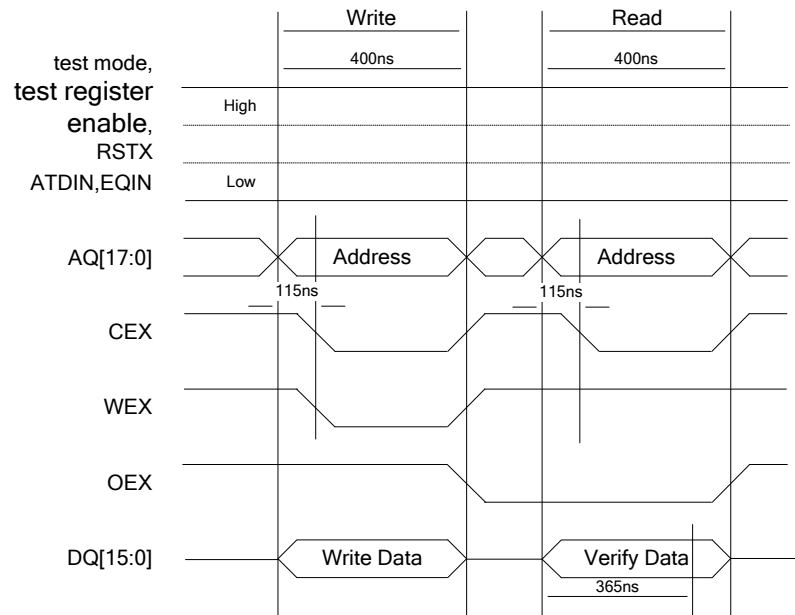 Write Read
400ns 400ns
test mode,
test register
enable,
High
RSTX
ATDIN,EQIN Low
AQ[17:0] Address Address
115ns 115ns
CEX
WEX
OEX
DQ[15:0] Write Data Verify Data
365ns